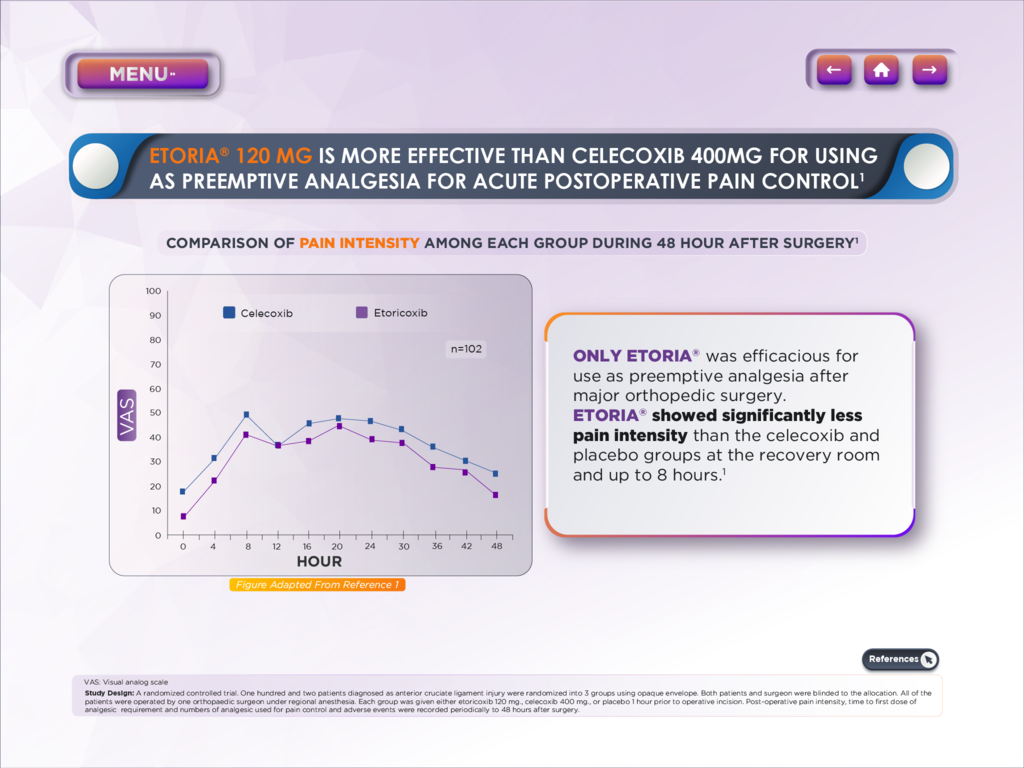 MENU
ETORIA® 120 MG IS MORE EFFECTIVE THAN CELECOXIB 400MG FOR USING
AS PREEMPTIVE ANALGESIA FOR ACUTE POSTOPERATIVE PAIN CONTROL¹
COMPARISON OF PAIN INTENSITY AMONG EACH GROUP DURING 48 HOUR AFTER SURGERY¹
100
90
80
70
60
50
40
30
20
10
0
VAS
Celecoxib Etoricoxib
n=102
0 4 8 12 16 20 24 30 36 42 48
HOUR
Figure Adapted From Reference 1
ONLY ETORIA® was efficacious for
use as preemptive analgesia after
major orthopedic surgery.
ETORIA® showed significantly less
pain intensity than the celecoxib and
placebo groups at the recovery room
and up to 8 hours.¹
References
VAS: Visual analog scale
Study Design: A randomized controlled trial. One hundred and two patients diagnosed as anterior cruciate ligament injury were randomized into 3 groups using opaque envelope. Both patients and surgeon were blinded to the allocation. All of the
patients were operated by one orthopaedic surgeon under regional anesthesia. Each group was given either etoricoxib 120 mg., celecoxib 400 mg., or placebo 1 hour prior to operative incision. Post-operative pain intensity, time to first dose of
analgesic requirement and numbers of analgesic used for pain control and adverse events were recorded periodically to 48 hours after surgery.